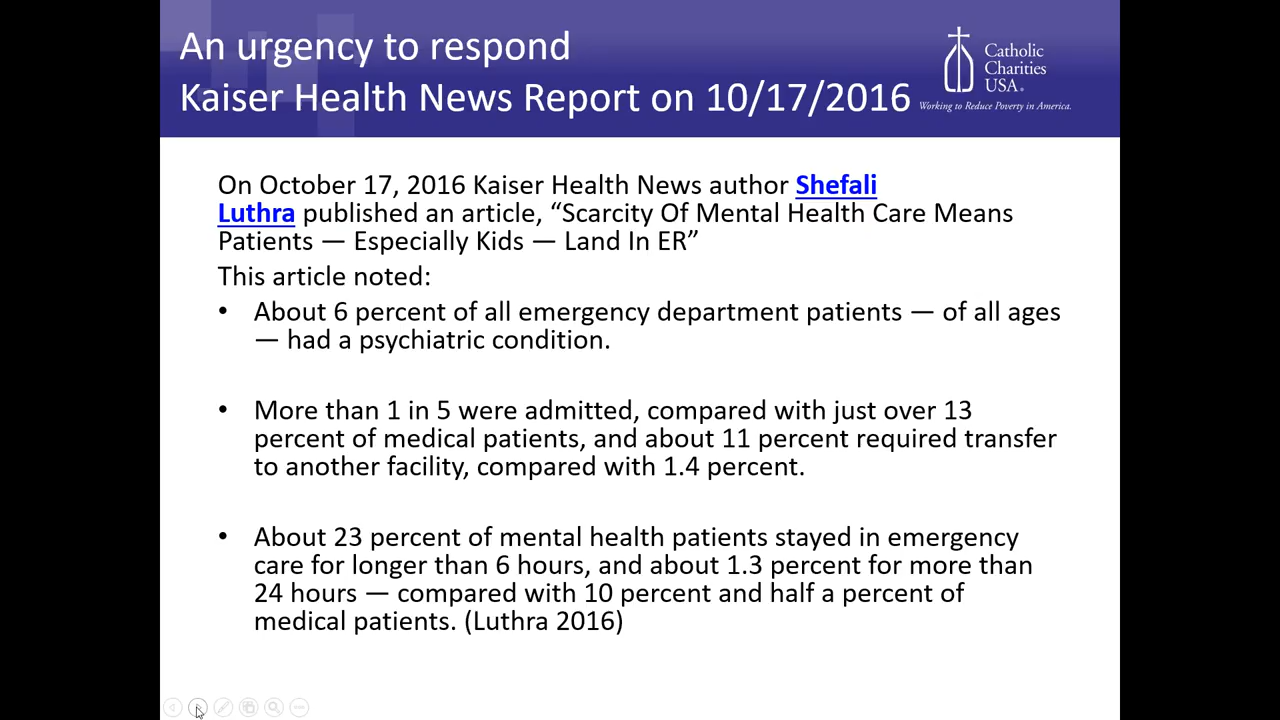 An urgency to respond
Kaiser Health News Report on 10/17/2016
Catholic
Charities
USA®
Working to Reduce Poverty in America.
On October 17, 2016 Kaiser Health News author Shefali
Luthra published an article, “Scarcity Of Mental Health Care Means
Patients — Especially Kids — Land In ER”
This article noted:
• About 6 percent of all emergency department patients — of all ages
— had a psychiatric condition.
• More than 1 in 5 were admitted, compared with just over 13
percent of medical patients, and about 11 percent required transfer
to another facility, compared with 1.4 percent.
• About 23 percent of mental health patients stayed in emergency
care for longer than 6 hours, and about 1.3 percent for more than
24 hours — compared with 10 percent and half a percent of
medical patients. (Luthra 2016)